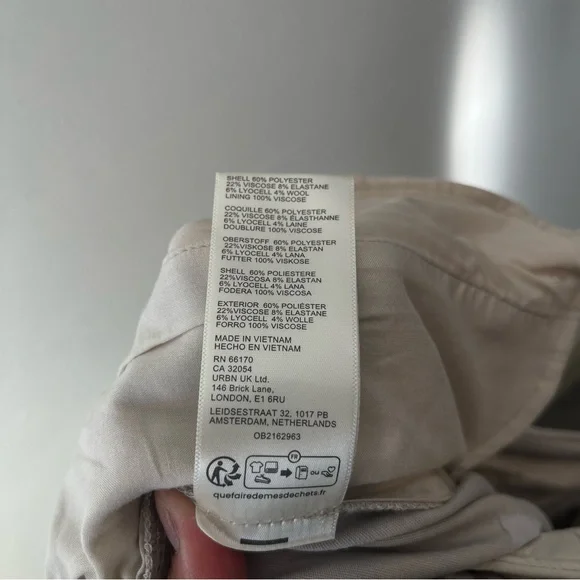 SHELL 60% POLYESTER
22% VISCOSE 8% ELASTANE
6% LYOCELL 4% WOOL
LINING 100% VISCOSE
COQUILLE 60% POLYESTER
22% VISCOSE 8% ELASTHANNE
6% LYOCELL 4% LAINE
DOUBLURE 100% VISCOSE
OBERSTOFF 60% POLYESTER
22%VISKOSE 8% ELASTAN
6% LYOCELL 4% LANA
FUTTER 100% VISKOSE
SHELL 60% POLIESTERE
22%VISCOSA 8% ELASTAN
6% LYOCELL 4% LANA
FODERA 100% VISCOSA
EXTERIOR 60% POLIÉSTER
22%VISCOSE 8% ELASTANE
6% LYOCELL 4% WOLLE
FORRO 100% VISCOSE
MADE IN VIETNAM
HECHO EN VIETNAM
RN 66170
CA 32054
URBN UK Ltd.
146 Brick Lane,
LONDON, E1 6RU
LEIDSESTRAAT 32, 1017 PB
AMSTERDAM, NETHERLANDS
OB2162963
FR
OU
quefairedemesdechets.fr